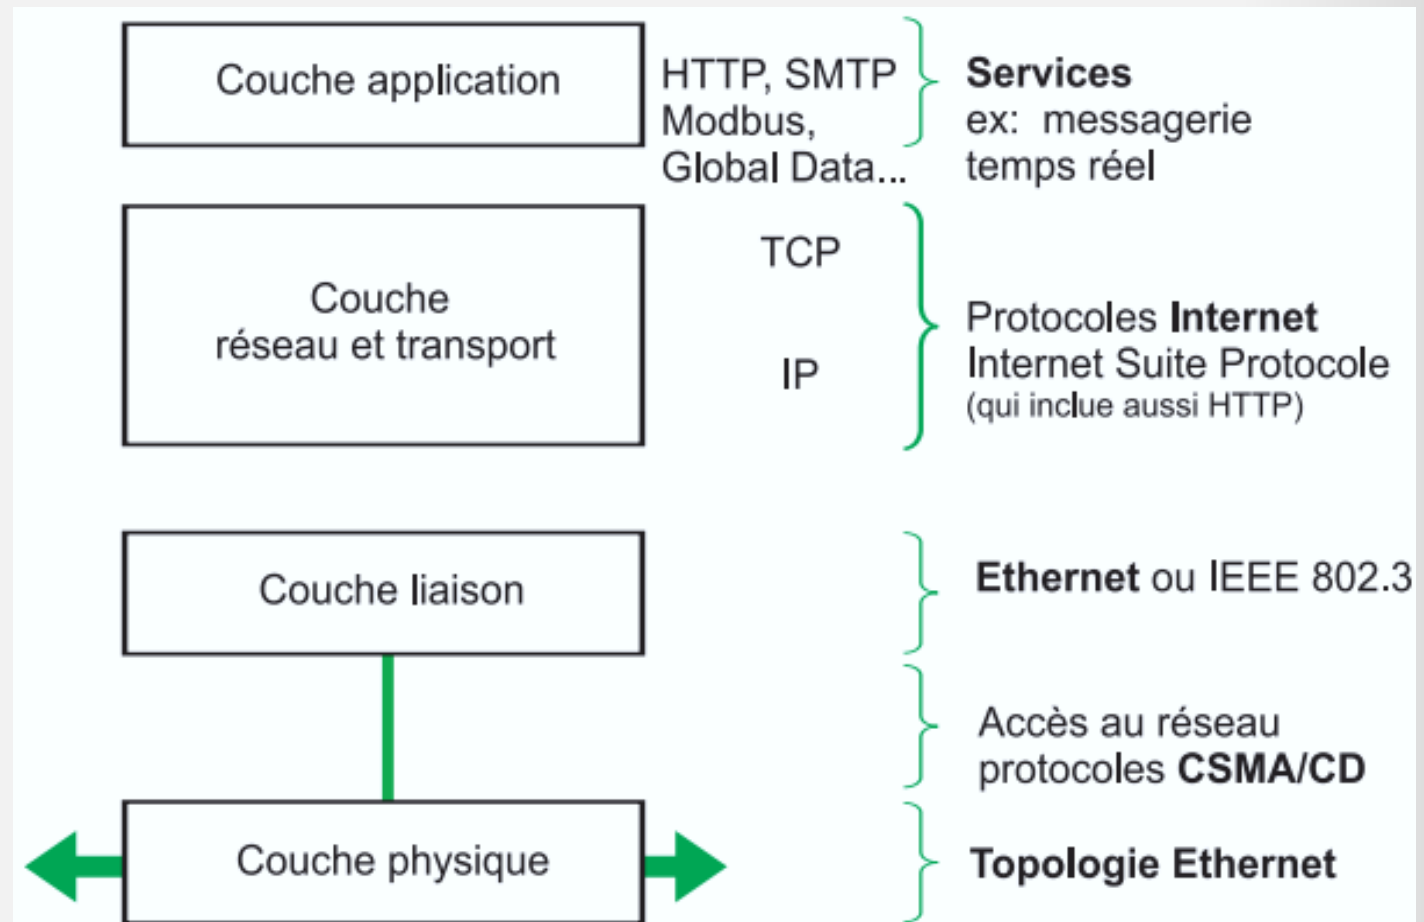 Couche application
HTTP, SMTP
Modbus,
Global Data...
Services
ex: messagerie
temps réel
Couche
réseau et transport
TCP
IP
Protocoles Internet
Internet Suite Protocole
(qui inclue aussi HTTP)
Couche liaison
Ethernet ou IEEE 802.3
Accès au réseau
protocoles CSMA/CD
Couche physique
Topologie Ethernet